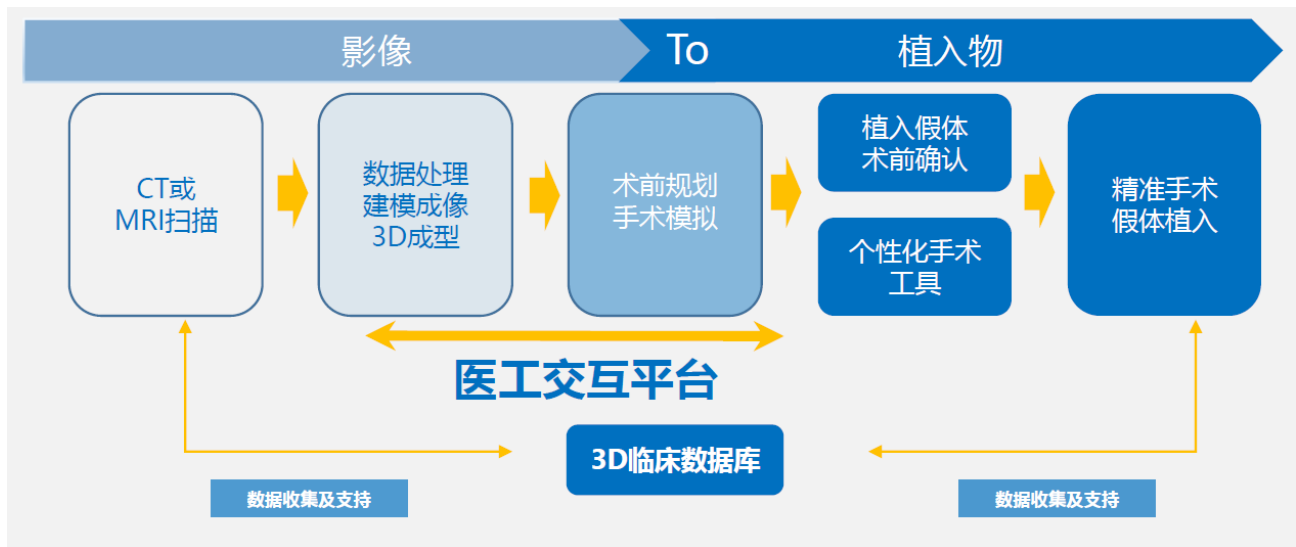 影像
To
植入物
CT或
MRI扫描
数据处理
建模成像
3D成型
术前规划
手术模拟
植入假体
术前确认
个性化手术
工具
精准手术
假体植入
医工交互平台
3D临床数据库
数据收集及支持
数据收集及支持